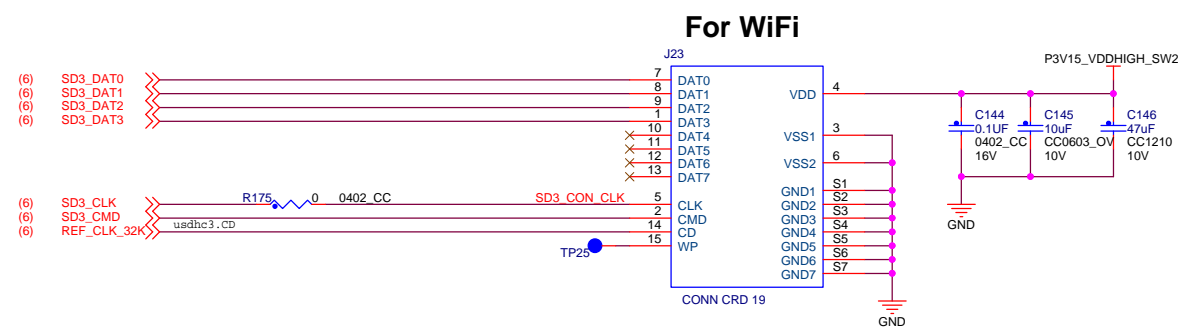 For WiFi
J23
P3V15_VDDHIGH_SW2
(6) SD3_DAT0 7 DAT0
(6) SD3_DAT1 8 DAT1 VDD 4
(6) SD3_DAT2 9 DAT2
(6) SD3_DAT3 1 DAT3
10 DAT4 VSS1 3
11 DAT5
12 DAT6 VSS2 6
13 DAT7
C144 C145 C146
0.1UF 10uF 47uF
0402_CC CC0603_OV CC1210
16V 10V 10V
GND
GND1 S1
(6) SD3_CLK R175 0 0402_CC SD3_CON_CLK 5 CLK GND2 S2
(6) SD3_CMD 2 CMD GND3 S3
(6) REF_CLK_32K usdhc3.CD 14 CD GND4 S4
TP25 15 WP GND5 S5
GND6 S6
GND7 S7
CONN CRD 19
GND